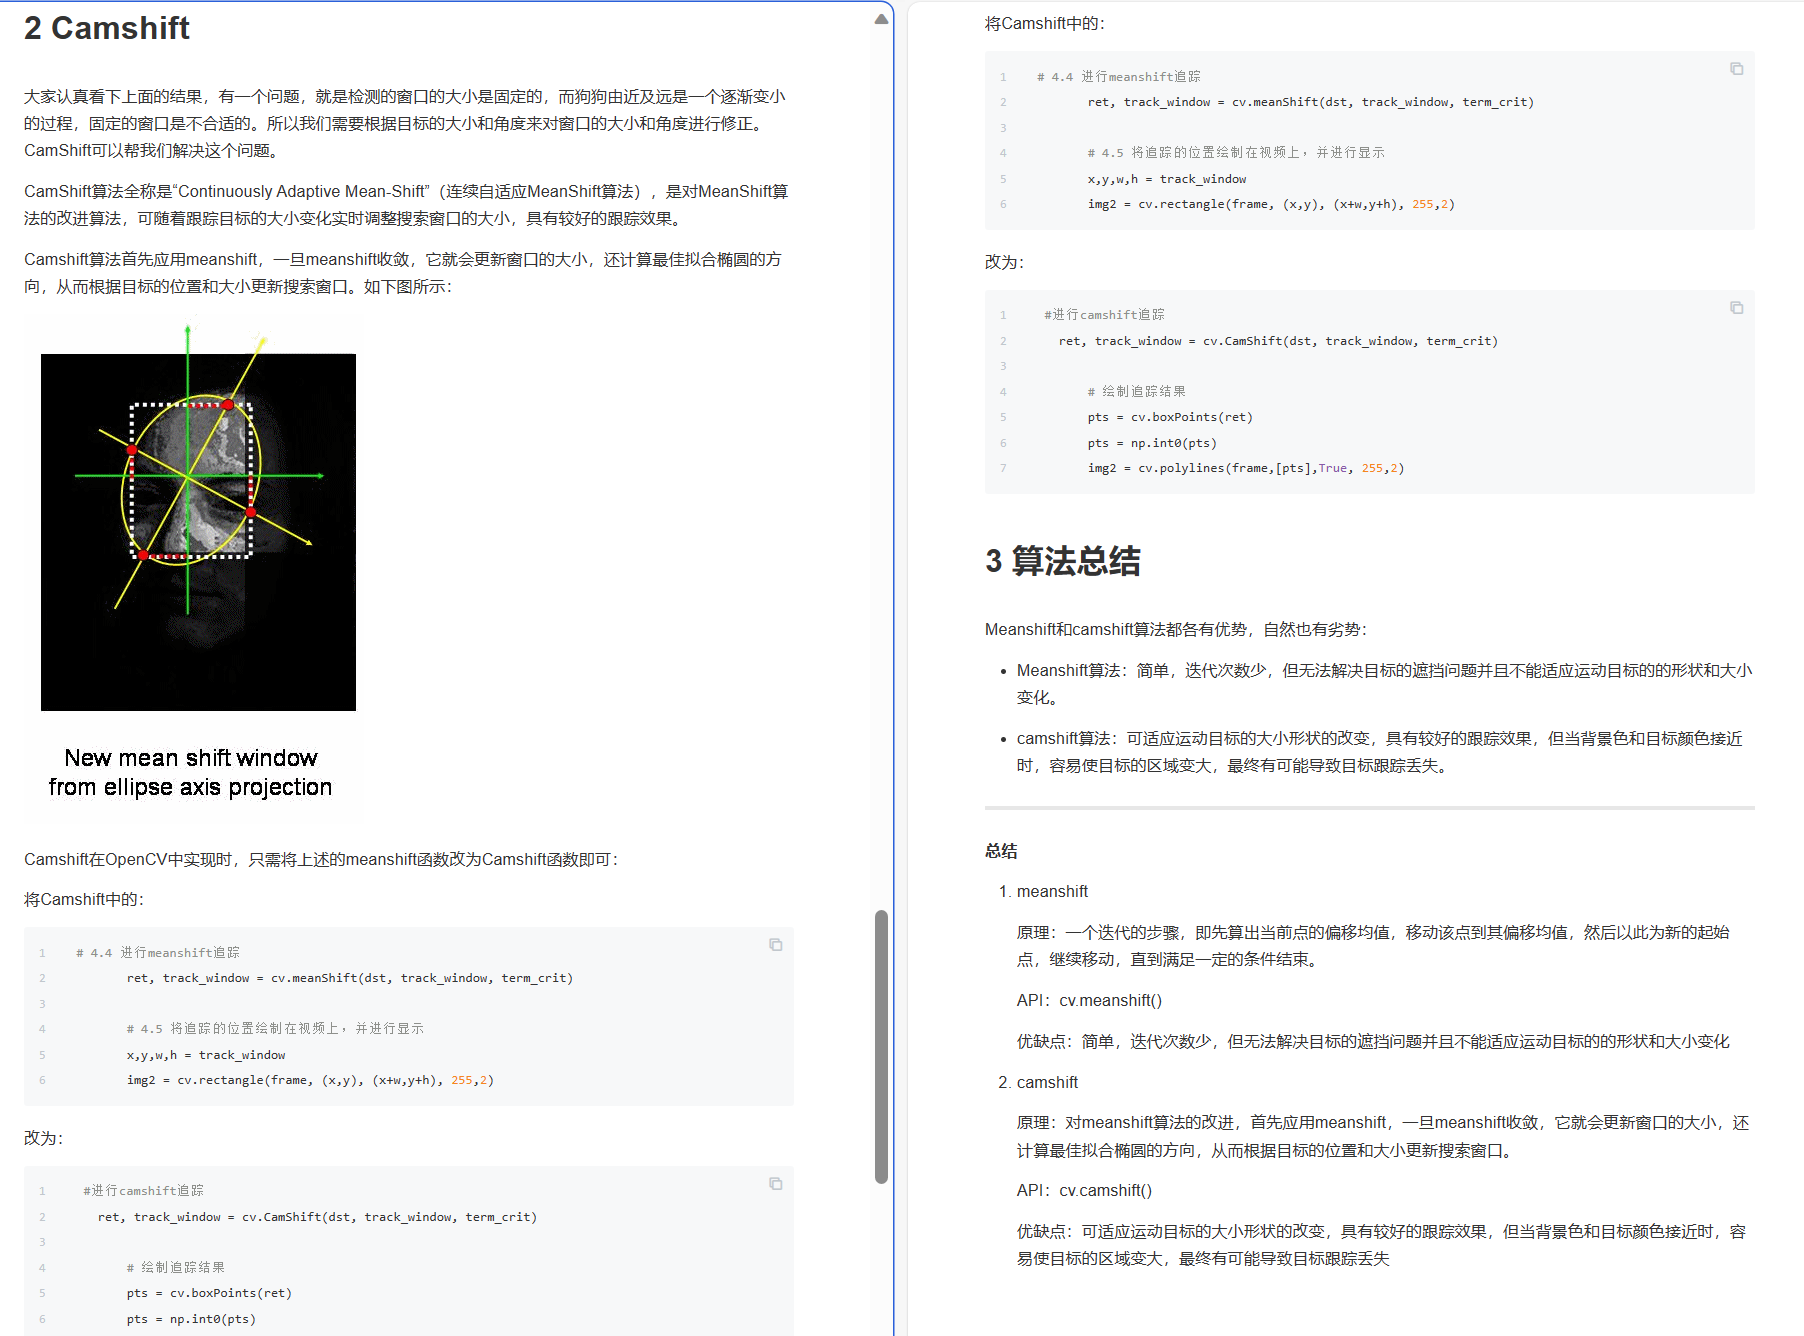 2 Camshift
大家认真看下上面的结果，有一个问题，就是检测的窗口的大小是固定的，而狗狗由近及远是一个逐渐变小
的过程，固定的窗口是不合适的。所以我们需要根据目标的大小和角度来对窗口的大小和角度进行修正。
CamShift可以帮我们解决这个问题。
CamShift算法全称是“Continuously Adaptive Mean-Shift”（连续自适应MeanShift算法），是对MeanShift算
法的改进算法，可随着跟踪目标的大小变化实时调整搜索窗口的大小，具有较好的跟踪效果。
Camshift算法首先应用meanshift，一旦meanshift收敛，它就会更新窗口的大小，还计算最佳拟合椭圆的方
向，从而根据目标的位置和大小更新搜索窗口。如下图所示：
New mean shift window
from ellipse axis projection
Camshift在OpenCV中实现时，只需将上述的meanshift函数改为Camshift函数即可：
将Camshift中的：
1 # 4.4 进行meanshift追踪
2 ret, track_window = cv.meanShift(dst, track_window, term_crit)
3
4 # 4.5 将追踪的位置绘制在视频上，并进行显示
5 x,y,w,h = track_window
6 img2 = cv.rectangle(frame, (x,y), (x+w,y+h), 255,2)
改为：
1 #进行camshift追踪
2 ret, track_window = cv.CamShift(dst, track_window, term_crit)
3
4 # 绘制追踪结果
5 pts = cv.boxPoints(ret)
6 pts = np.int0(pts)
将Camshift中的：
1 # 4.4 进行meanshift追踪
2 ret, track_window = cv.meanShift(dst, track_window, term_crit)
3
4 # 4.5 将追踪的位置绘制在视频上，并进行显示
5 x,y,w,h = track_window
6 img2 = cv.rectangle(frame, (x,y), (x+w,y+h), 255,2)
改为：
1 #进行camshift追踪
2 ret, track_window = cv.CamShift(dst, track_window, term_crit)
3
4 # 绘制追踪结果
5 pts = cv.boxPoints(ret)
6 pts = np.int0(pts)
7 img2 = cv.polylines(frame,[pts],True, 255,2)
3 算法总结
Meanshift和camshift算法都各有优势，自然也有劣势：
• Meanshift算法：简单，迭代次数少，但无法解决目标的遮挡问题并且不能适应运动目标的的形状和大小
变化。
• camshift算法：可适应运动目标的大小形状的改变，具有较好的跟踪效果，但当背景色和目标颜色接近
时，容易使目标的区域变大，最终有可能导致目标跟踪丢失。
总结
1. meanshift
原理：一个迭代的步骤，即先算出当前点的偏移均值，移动该点到其偏移均值，然后以此为新的起始
点，继续移动，直到满足一定的条件结束。
API：cv.meanshift()
优缺点：简单，迭代次数少，但无法解决目标的遮挡问题并且不能适应运动目标的的形状和大小变化
2. camshift
原理：对meanshift算法的改进，首先应用meanshift，一旦meanshift收敛，它就会更新窗口的大小，还
计算最佳拟合椭圆的方向，从而根据目标的位置和大小更新搜索窗口。
API：cv.camshift()
优缺点：可适应运动目标的大小形状的改变，具有较好的跟踪效果，但当背景色和目标颜色接近时，容
易使目标的区域变大，最终有可能导致目标跟踪丢失